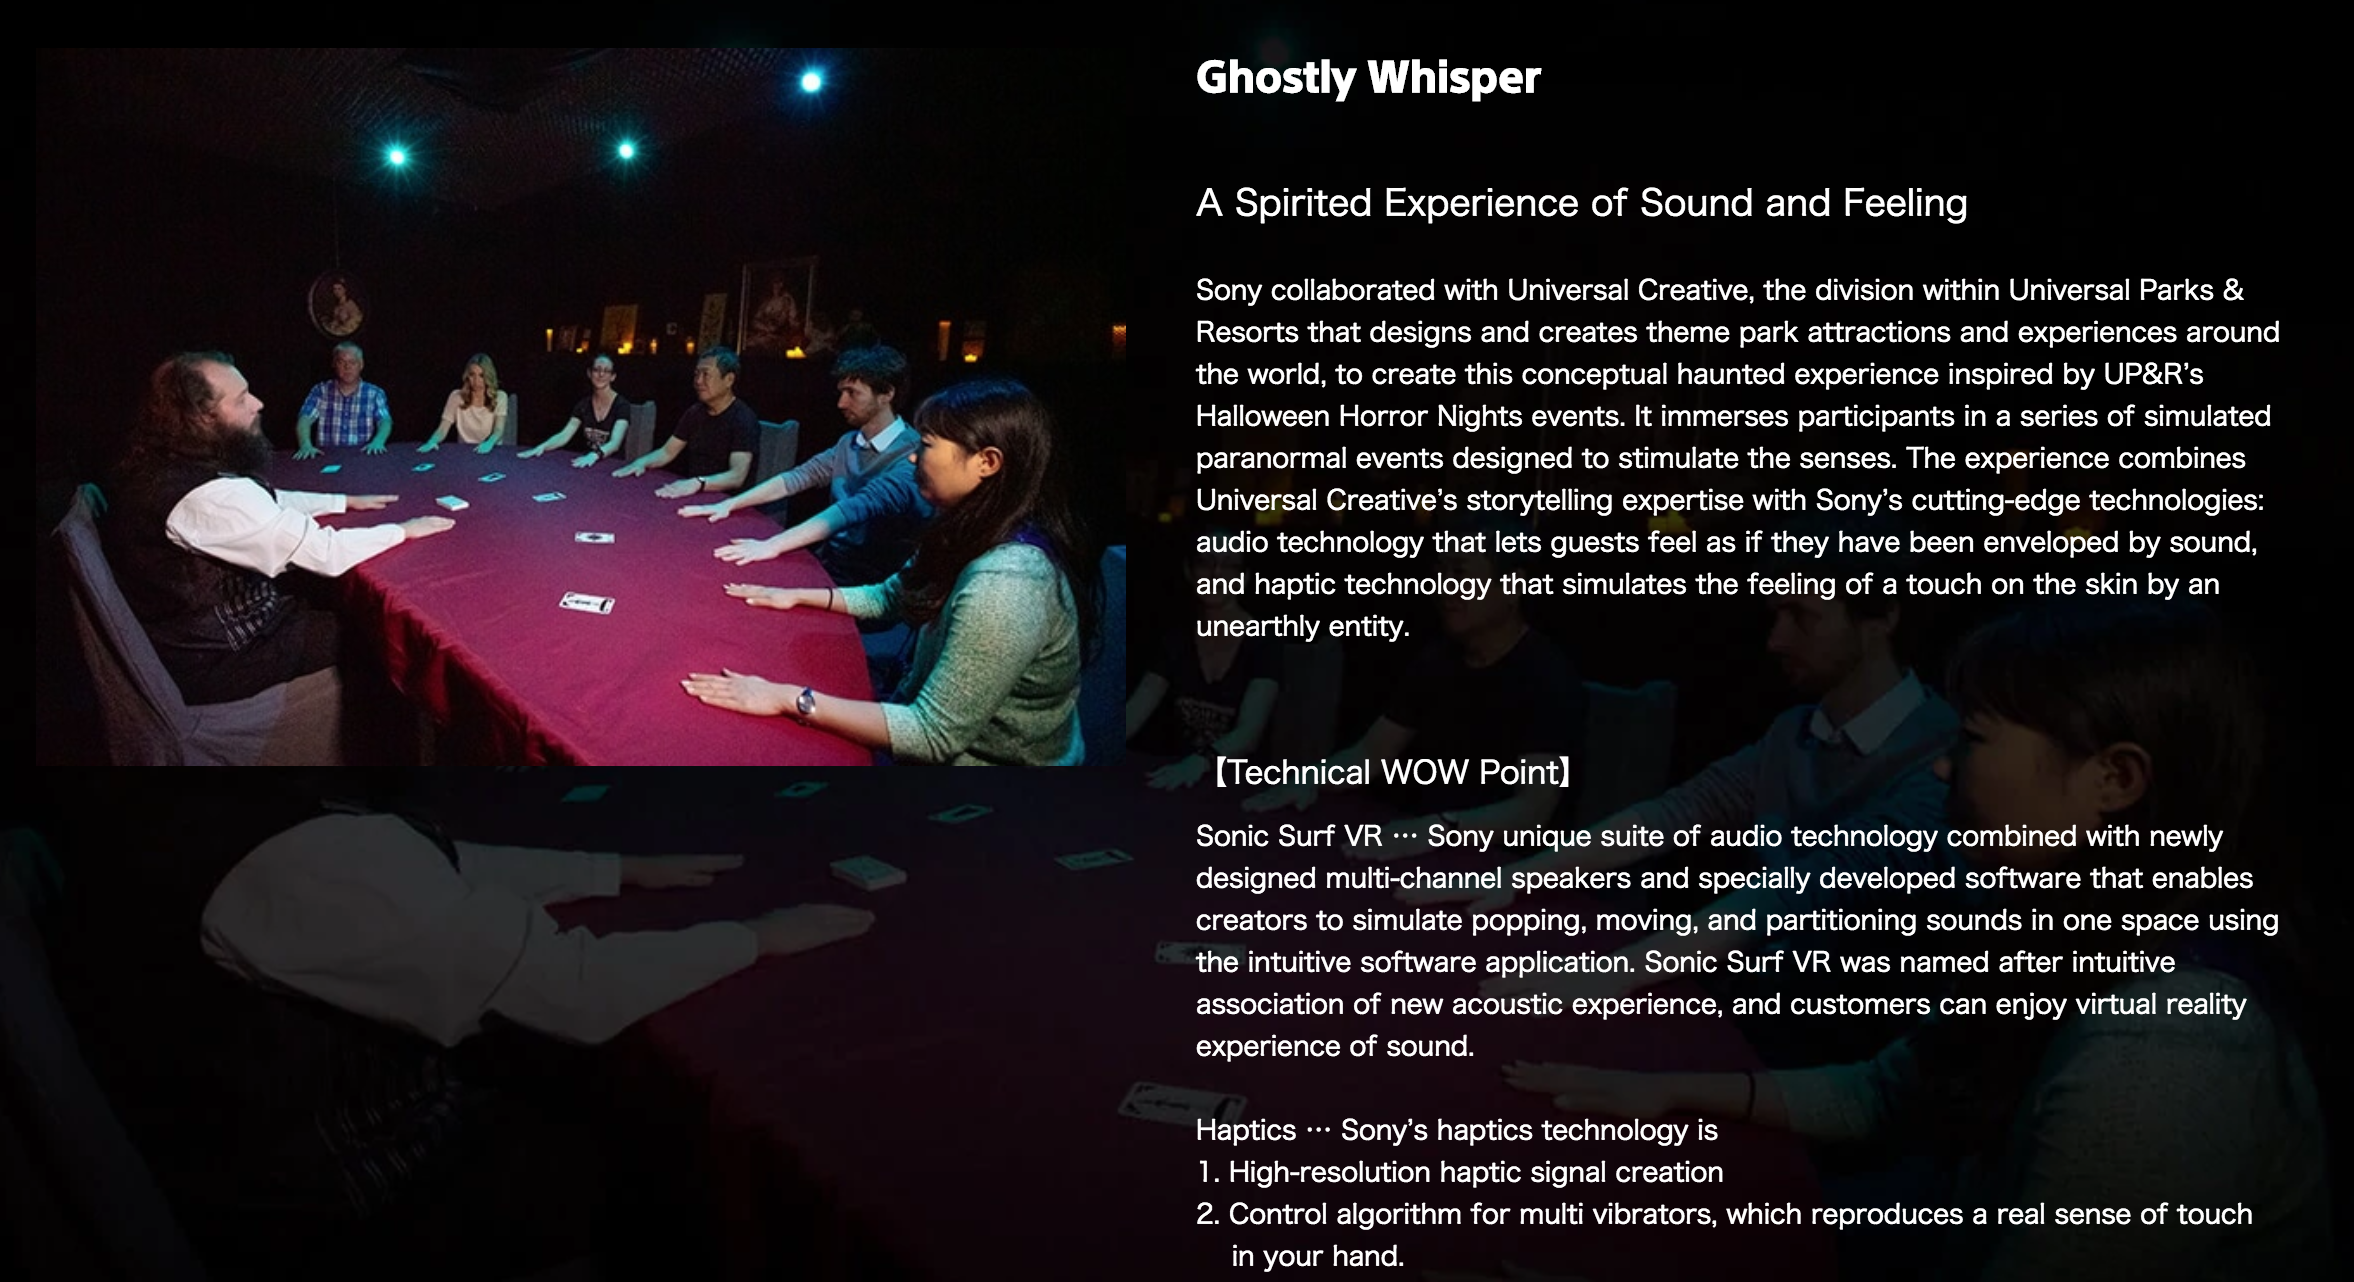 Ghostly Whisper
A Spirited Experience of Sound and Feeling
Sony collaborated with Universal Creative, the division within Universal Parks &
Resorts that designs and creates theme park attractions and experiences around
the world, to create this conceptual haunted experience inspired by UP&R’s
Halloween Horror Nights events. It immerses participants in a series of simulated
paranormal events designed to stimulate the senses. The experience combines
Universal Creative’s storytelling expertise with Sony’s cutting-edge technologies:
audio technology that lets guests feel as if they have been enveloped by sound,
and haptic technology that simulates the feeling of a touch on the skin by an
unearthly entity.
【Technical WOW Point】
Sonic Surf VR … Sony unique suite of audio technology combined with newly
designed multi-channel speakers and specially developed software that enables
creators to simulate popping, moving, and partitioning sounds in one space using
the intuitive software application. Sonic Surf VR was named after intuitive
association of new acoustic experience, and customers can enjoy virtual reality
experience of sound.
Haptics … Sony’s haptics technology is
1. High-resolution haptic signal creation
2. Control algorithm for multi vibrators, which reproduces a real sense of touch
in your hand.